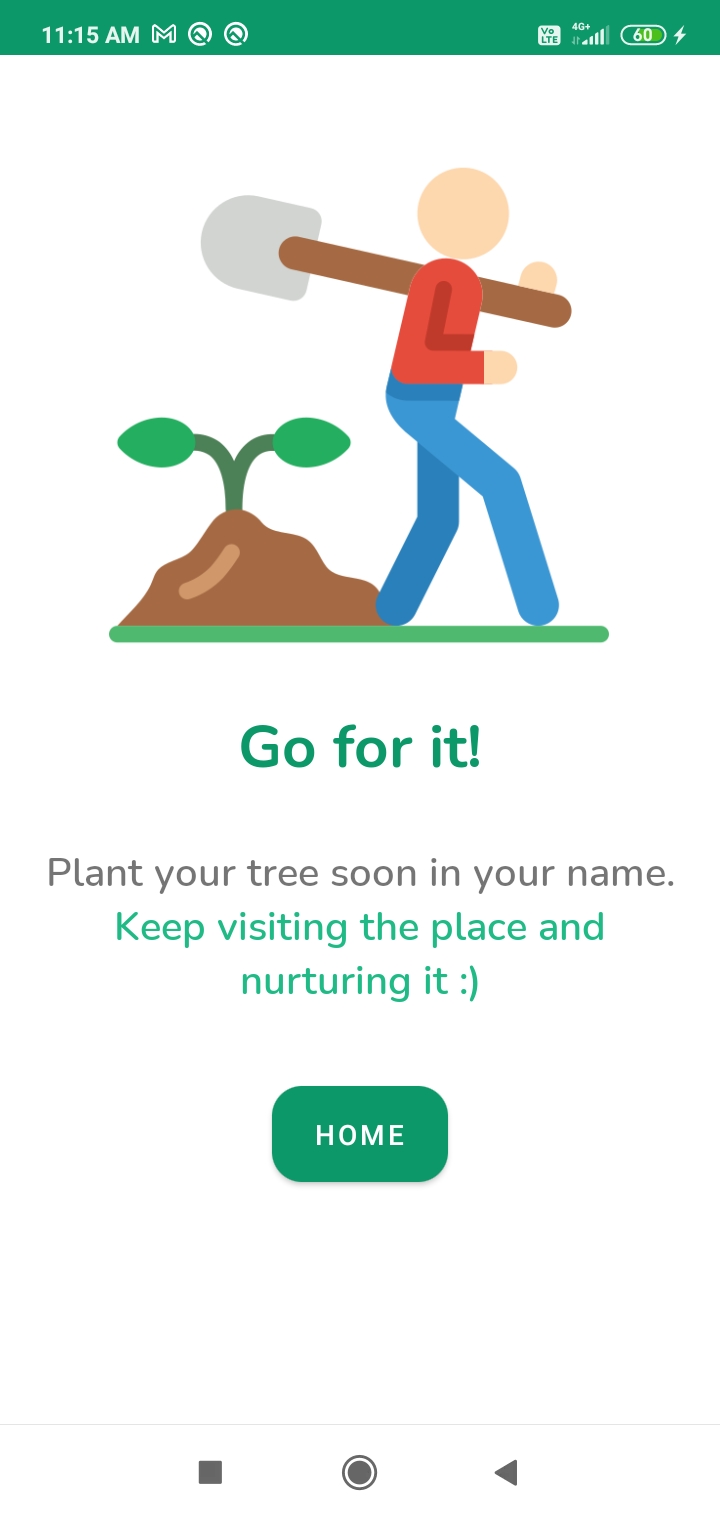 11:15 AM
Vo LTE
4G+
60
Go for it!
Plant your tree soon in your name.
Keep visiting the place and
nurturing it :)
HOME